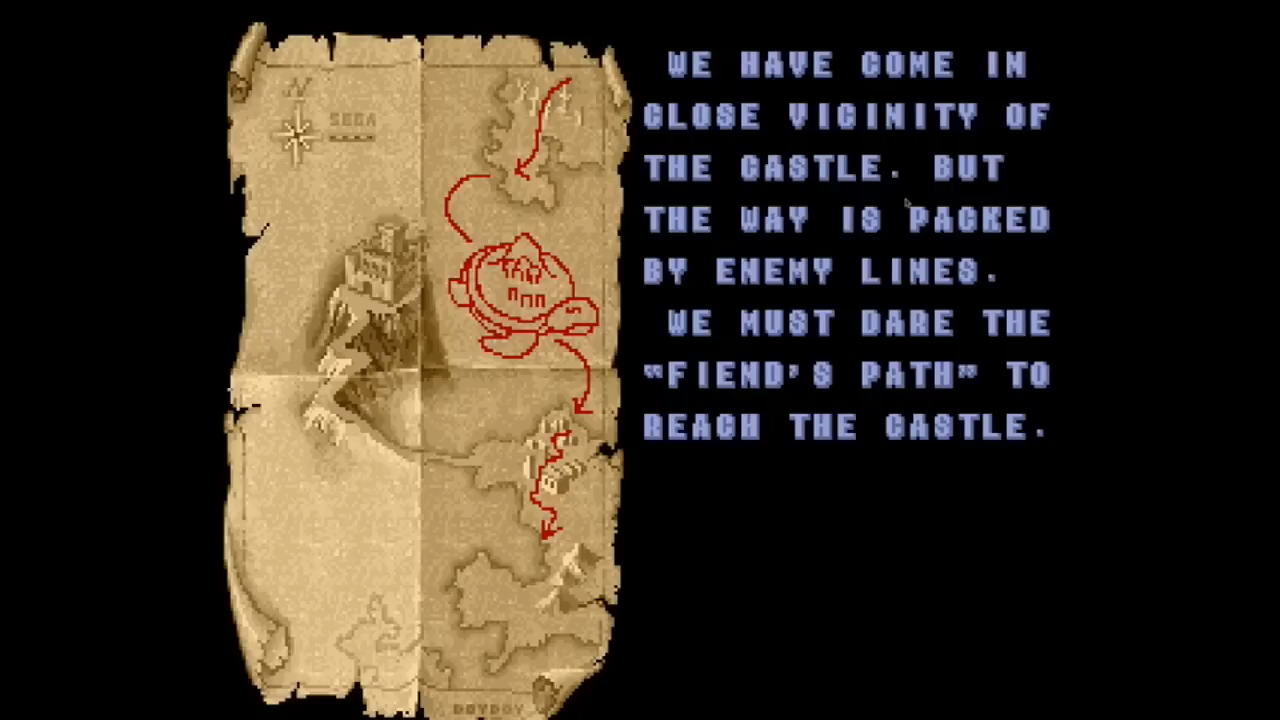 N
SEGA
WE HAVE COME IN
CLOSE VICINITY OF
THE CASTLE. BUT
THE WAY IS PACKED
BY ENEMY LINES.
WE MUST DARE THE
"FIEND'S PATH" TO
REACH THE CASTLE.